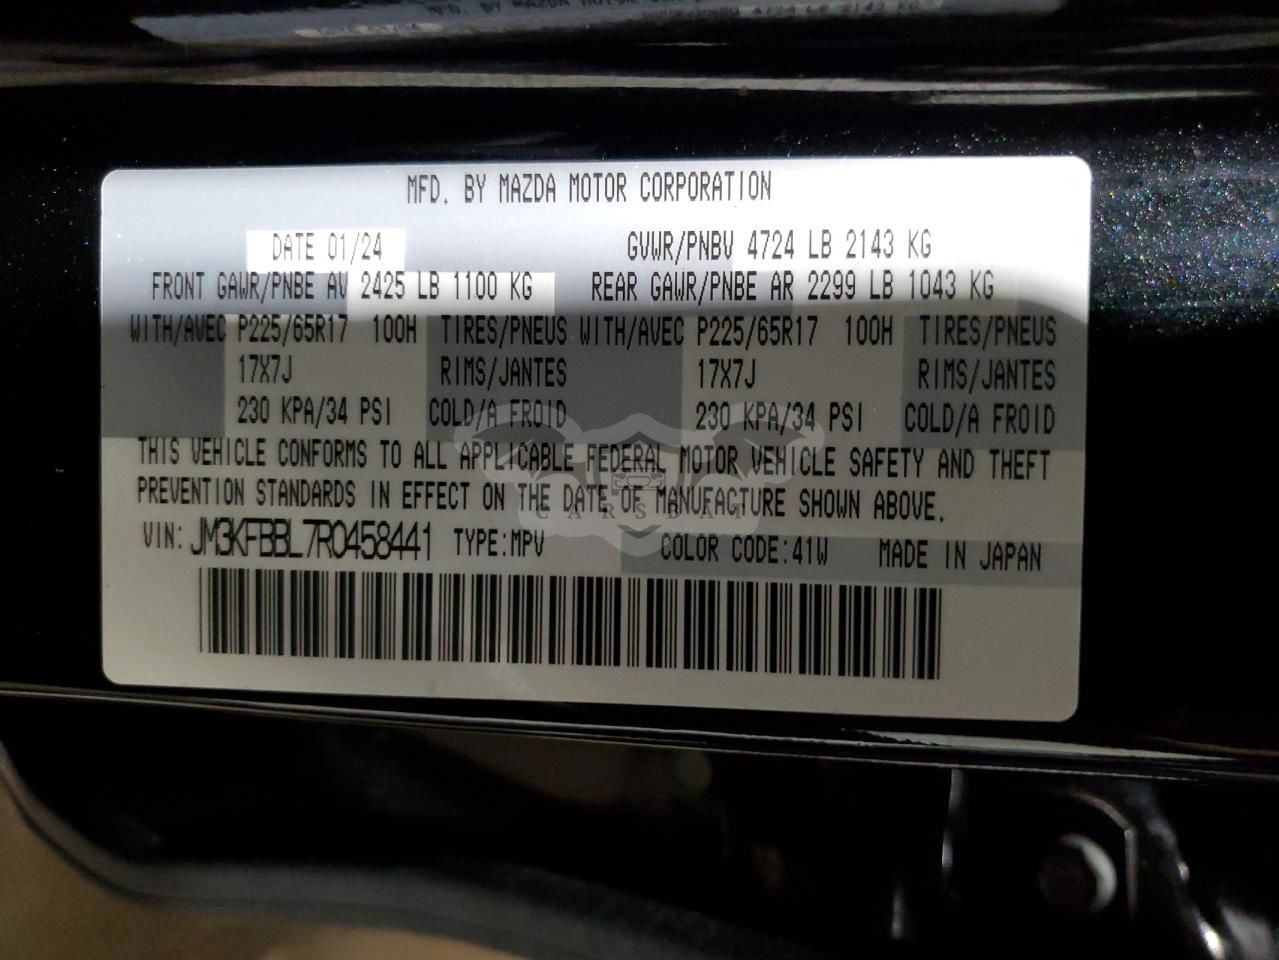 MFD. BY MAZDA MOTOR CORPORATION
DATE 01/24 GVWR/PNBV 4724 LB 2143 KG
FRONT GAWR/PNBE AV 2425 LB 1100 KG REAR GAWR/PNBE AR 2299 LB 1043 KG
WITH/AVEC P225/65R17 100H TIRES/PNEUS WITH/AVEC P225/65R17 100H TIRES/PNEUS
17X7J RIMS/JANTES 17X7J RIMS/JANTES
230 KPA/34 PSI COLD/A FROID 230 KPA/34 PSI COLD/A FROID
THIS VEHICLE CONFORMS TO ALL APPLICABLE FEDERAL MOTOR VEHICLE SAFETY AND THEFT
PREVENTION STANDARDS IN EFFECT ON THE DATE OF MANUFACTURE SHOWN ABOVE.
CARSDAT
VIN: JM3KFBBL7R0458441 TYPE:MPV COLOR CODE:41W MADE IN JAPAN